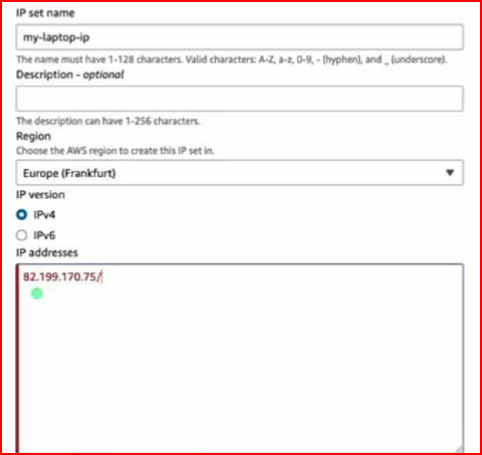 IP set name
my-laptop-ip
The name must have 1-128 characters. Valid characters: A-Z, a-z, 0-9, - (hyphen), and _ (underscore).
Description - optional
The description can have 1-256 characters.
Region
Choose the AWS region to create this IP set in.
Europe (Frankfurt)
IP version
IPv4
IPv6
IP addresses
82.199.170.75/